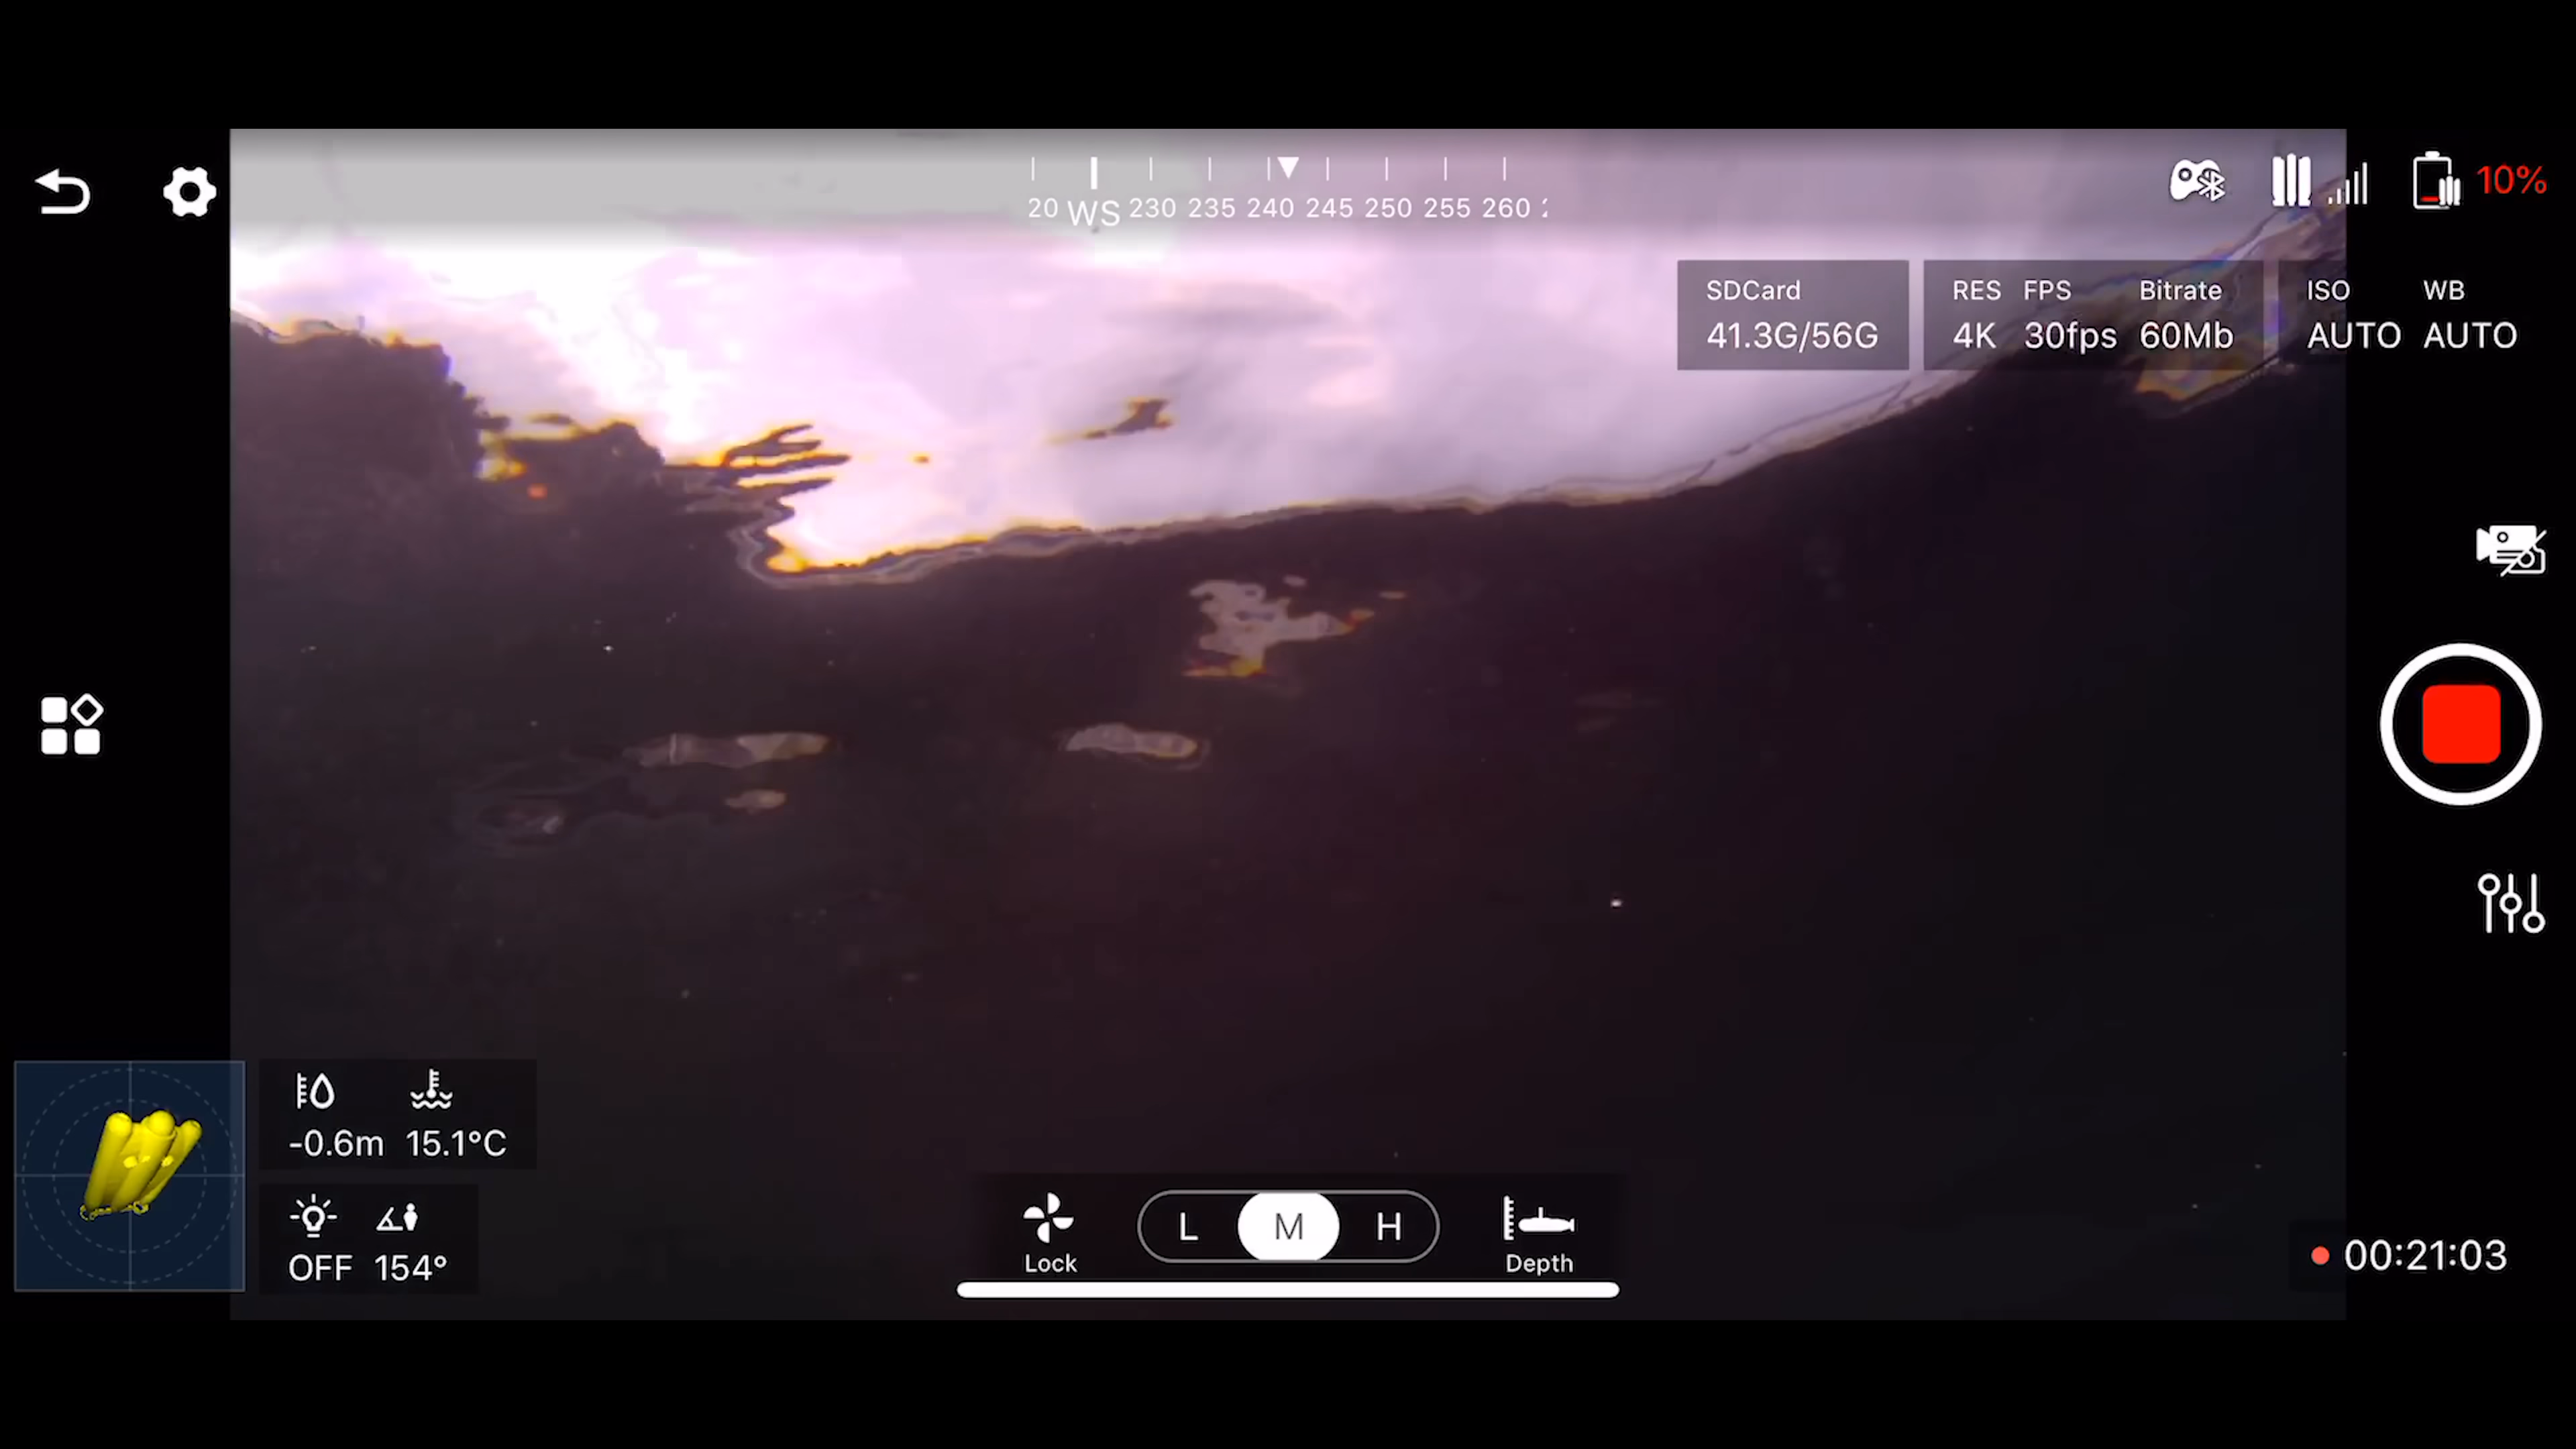 20 WS 230 235 240 245 250 255 260
10%
SDCard
41.3G/56G
RES FPS Bitrate
4K 30fps 60Mb
ISO WB
AUTO AUTO
-0.6m 15.1°C
OFF 154°
Lock
L M H
Depth
00:21:03